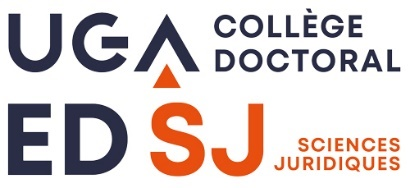 UGA COLLÈGE
DOCTORAL
ED SJ SCIENCES
JURIDIQUES